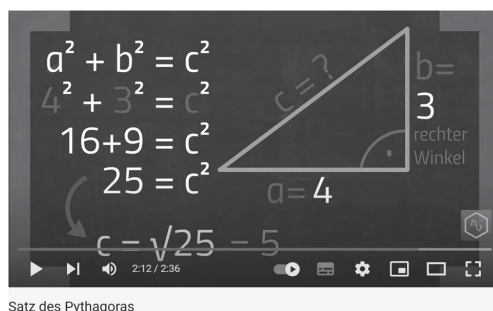 a² + b² = c²
4² + 3² = c²
16+9 = c²
25 = c²
c = √25 = 5
c = ?
b=
3
rechter
Winkel
a= 4
2:12 / 2:36
Satz des Pythagoras